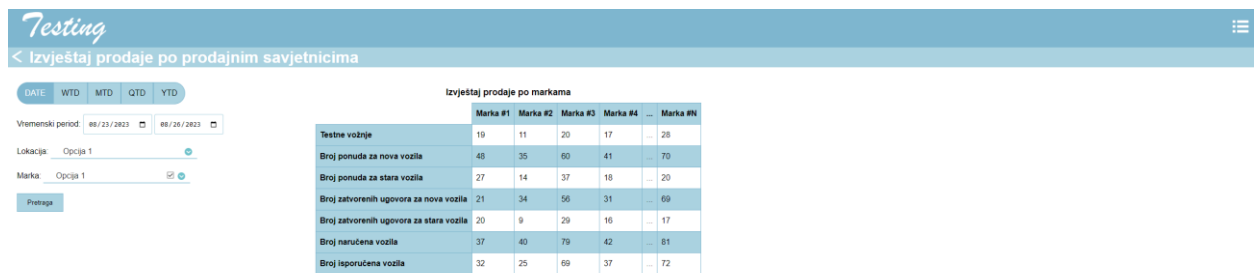 Testing
< Izvještaj prodaje po prodajnim savjetnicima
DATE WTD MTD QTD YTD
Vremenski period: 08/23/2023 08/26/2023
Lokacija: Opcija 1
Marka: Opcija 1
Pretraga
Izvještaj prodaje po markama
Marka #1 Marka #2 Marka #3 Marka #4 ... Marka #N
Testne vožnje 19 11 20 17 ... 28
Broj ponuda za nova vozila 48 35 60 41 ... 70
Broj ponuda za stara vozila 27 14 37 18 ... 20
Broj zatvorenih ugovora za nova vozila 21 34 56 31 ... 69
Broj zatvorenih ugovora za stara vozila 20 9 29 16 ... 17
Broj naručena vozila 37 40 79 42 ... 81
Broj isporučena vozila 32 25 69 37 ... 72